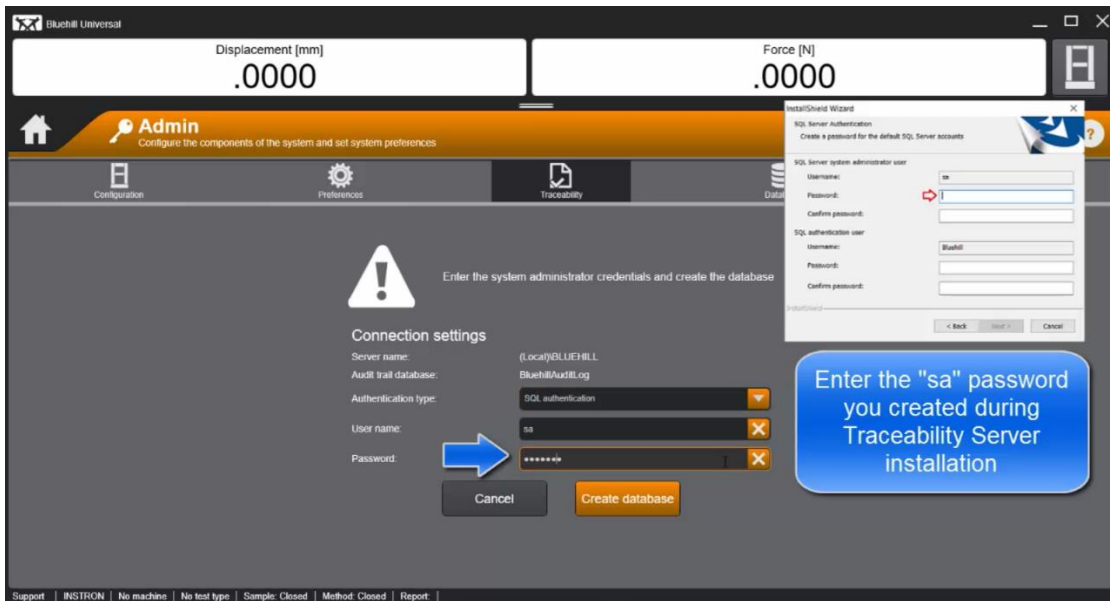 Bluehill Universal
Displacement [mm]
.0000
Force [N]
.0000
Admin
Configure the components of the system and set system preferences
?
Configuration
Preferences
Traceability
Enter the system administrator credentials and create the database
Connection settings
Server name: (Local)\BLUEHILL
Audit trail database: BluehillAuditLog
Authentication type: SQL authentication
User name: sa
Password:
Cancel
Create database
InstallShield Wizard
SQL Server Authentication
Create a password for the default SQL Server accounts
SQL Server system administrator user
Username: sa
Password:
Confirm password:
SQL authentication user
Username: Bluehill
Password:
Confirm password:
InstallShield
< Back
Next >
Cancel
Enter the "sa" password
you created during
Traceability Server
installation
Support | INSTRON | No machine | No test type | Sample: Closed | Method: Closed | Report: |